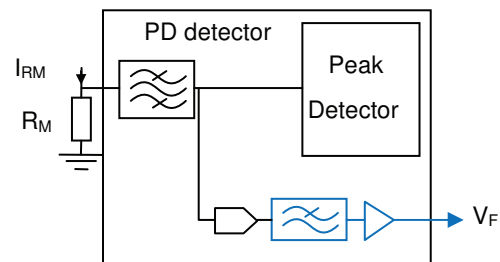 PD detector
I_RM
R_M
Peak
Detector
V_F